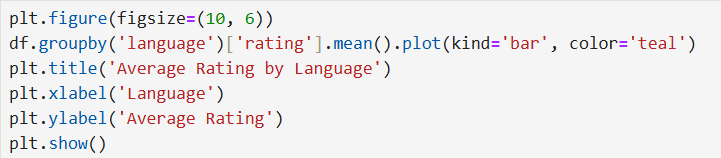 plt.figure(figsize=(10, 6))
df.groupby('language')['rating'].mean().plot(kind='bar', color='teal')
plt.title('Average Rating by Language')
plt.xlabel('Language')
plt.ylabel('Average Rating')
plt.show()